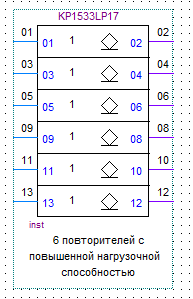 KP1533LP17
01 01 1 02 02
03 03 1 04 04
05 05 1 06 06
09 09 1 08 08
11 11 1 10 10
13 13 1 12 12
inst
6 повторителей с
повышенной нагрузочной
способностью